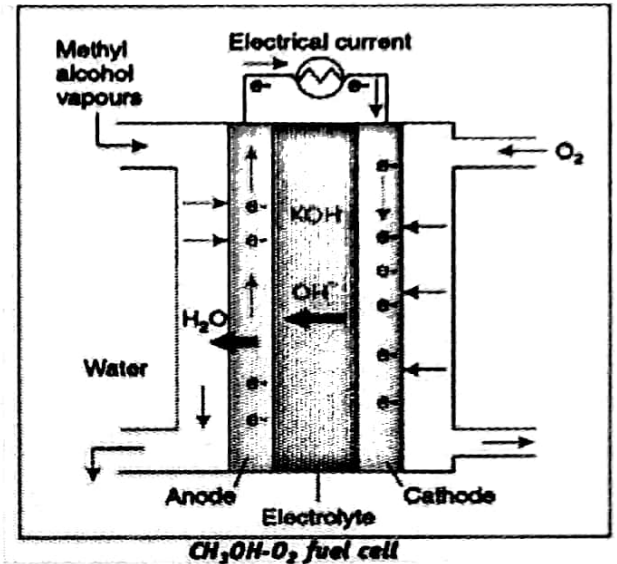 Electrical current
Methyl
alcohol
vapours
e-
e-
O₂
e-
e-
KOH
e-
e-
e-
OH⁻
e-
H₂O
Water
e-
e-
e-
e-
Anode
Cathode
Electrolyte
CH₃OH-O₂ fuel cell